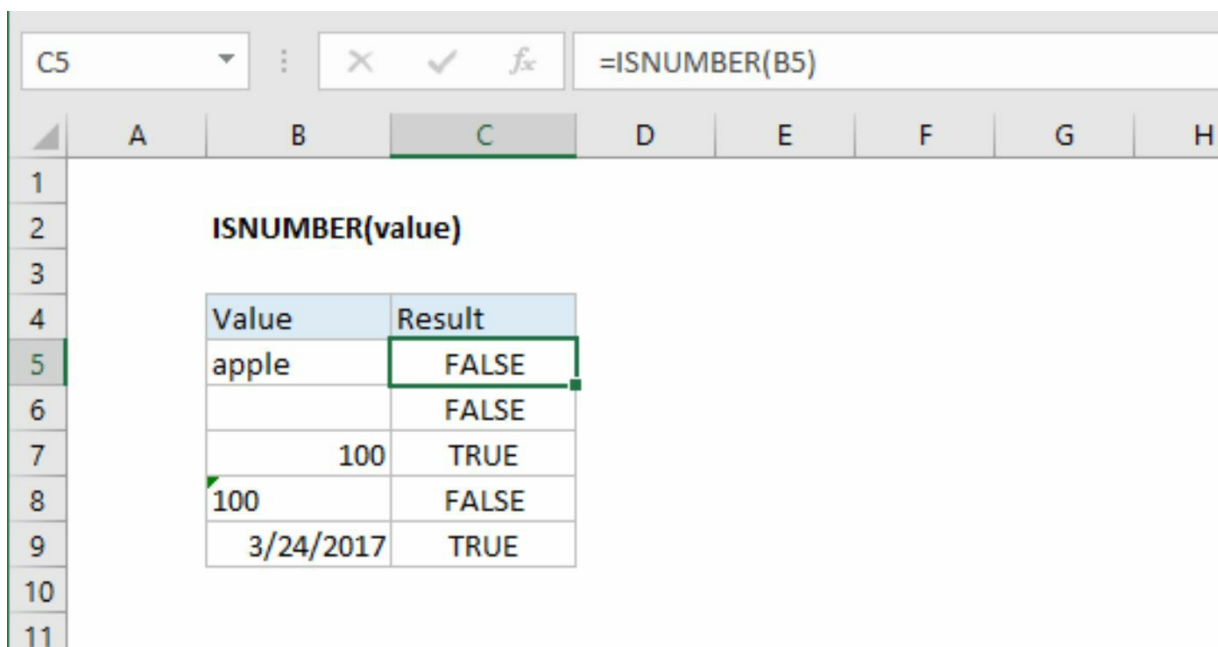 C5 fx =ISNUMBER(B5)
A B C D E F G H
1
2 ISNUMBER(value)
3
4 Value Result
5 apple FALSE
6 FALSE
7 100 TRUE
8 100 FALSE
9 3/24/2017 TRUE
10
11